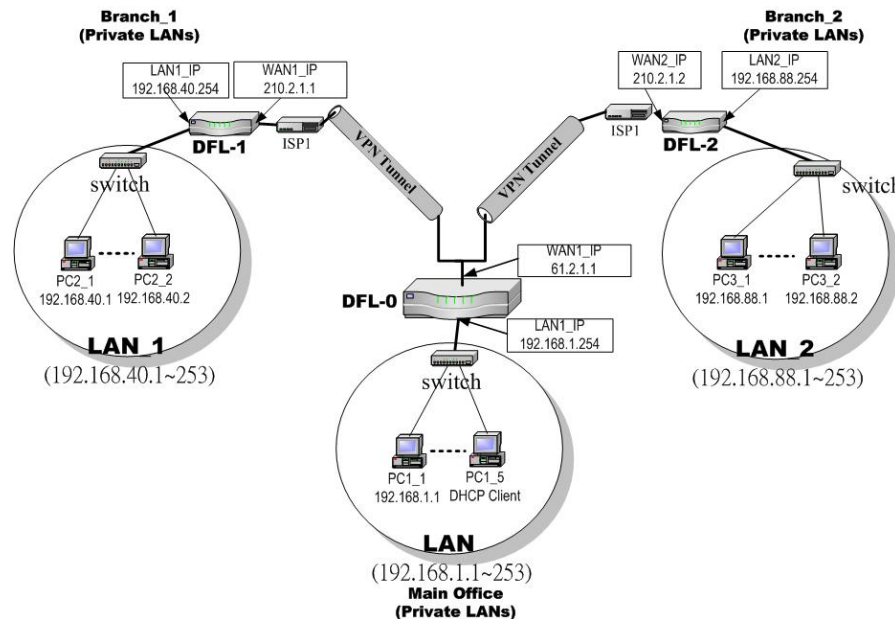 Branch_1
(Private LANs)
Branch_2
(Private LANs)
LAN1_IP
192.168.40.254
WAN1_IP
210.2.1.1
WAN2_IP
210.2.1.2
LAN2_IP
192.168.88.254
DFL-1
ISP1
VPN Tunnel
VPN Tunnel
ISP1
DFL-2
switch
switch
PC2_1
192.168.40.1
PC2_2
192.168.40.2
WAN1_IP
61.2.1.1
PC3_1
192.168.88.1
PC3_2
192.168.88.2
DFL-0
LAN1_IP
192.168.1.254
LAN_1
(192.168.40.1~253)
LAN_2
(192.168.88.1~253)
switch
PC1_1
192.168.1.1
PC1_5
DHCP Client
LAN
(192.168.1.1~253)
Main Office
(Private LANs)